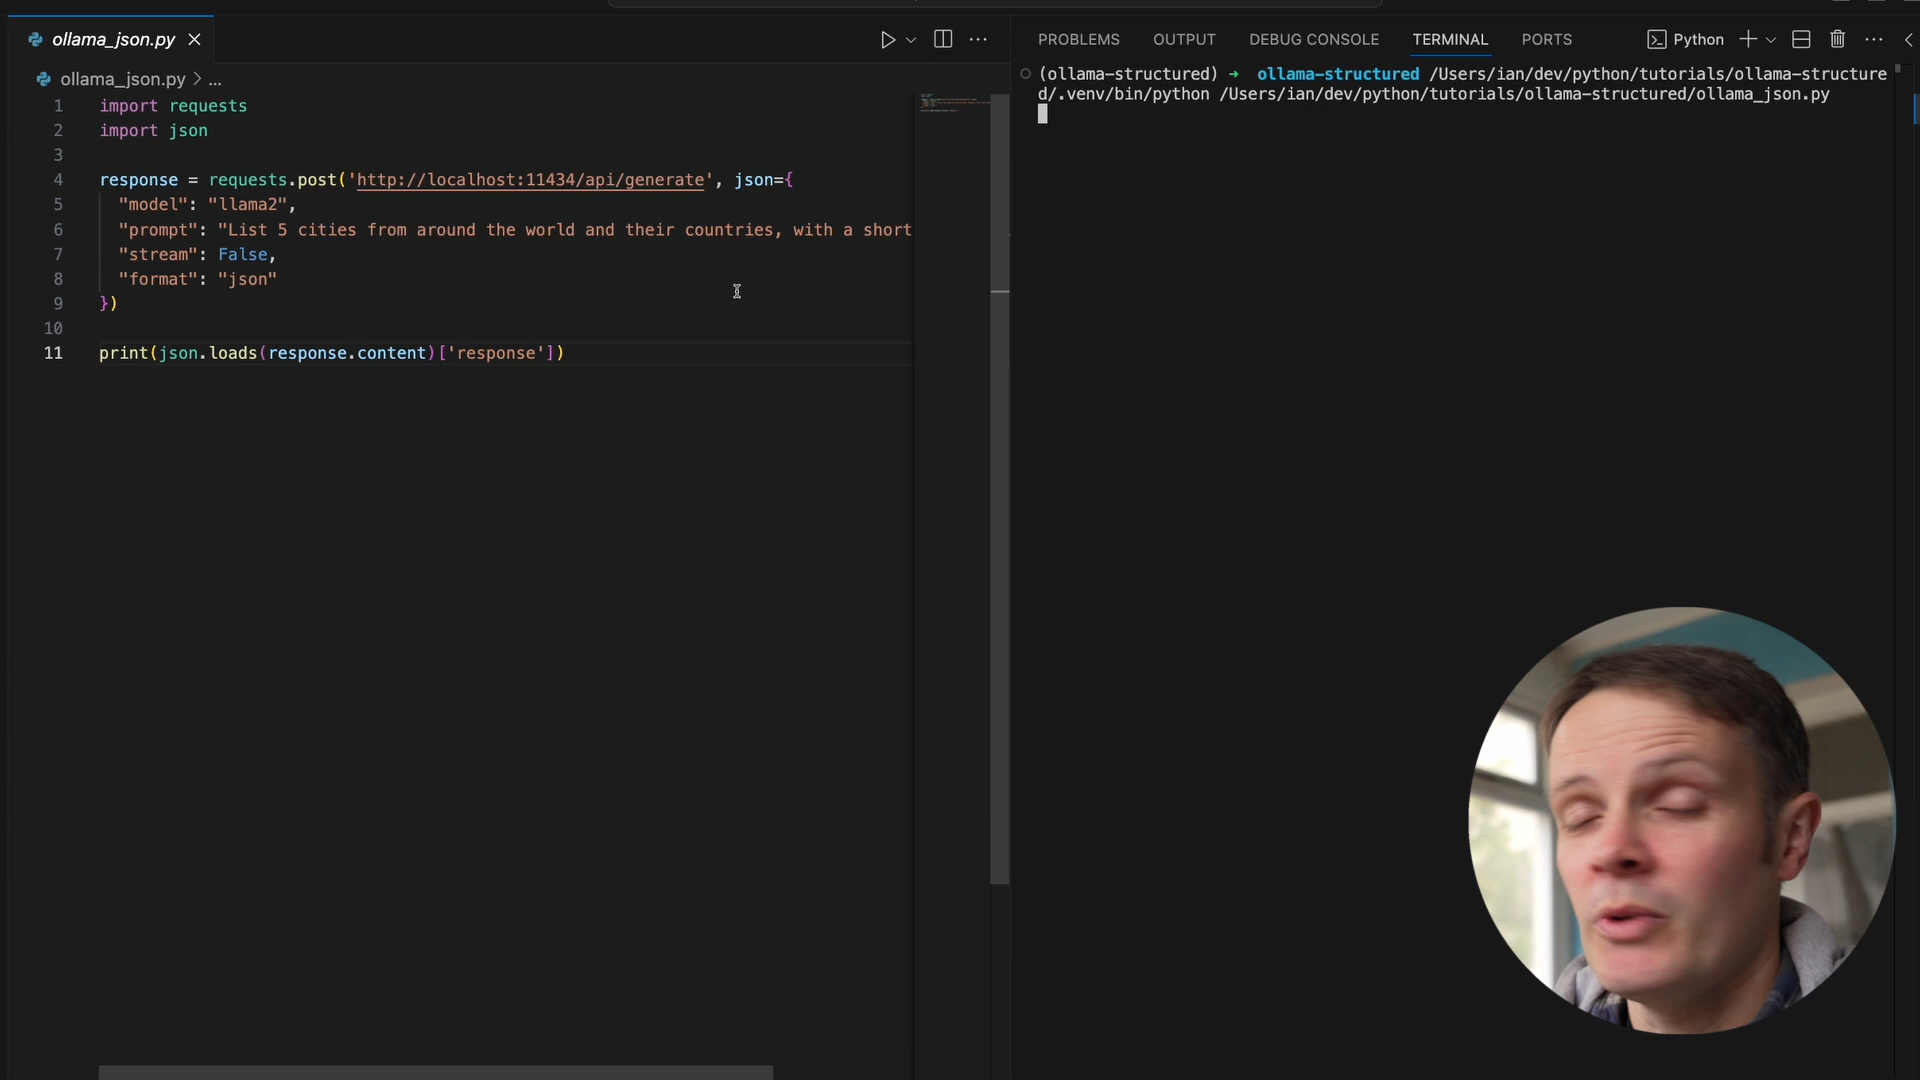 ollama_json.py
ollama_json.py > ...
1 import requests
2 import json
3
4 response = requests.post('http://localhost:11434/api/generate', json={
5 "model": "llama2",
6 "prompt": "List 5 cities from around the world and their countries, with a short
7 "stream": False,
8 "format": "json"
9 })
10
11 print(json.loads(response.content)['response'])
PROBLEMS OUTPUT DEBUG CONSOLE TERMINAL PORTS Python
(ollama-structured) → ollama-structured /Users/ian/dev/python/tutorials/ollama-structure
d/.venv/bin/python /Users/ian/dev/python/tutorials/ollama-structured/ollama_json.py